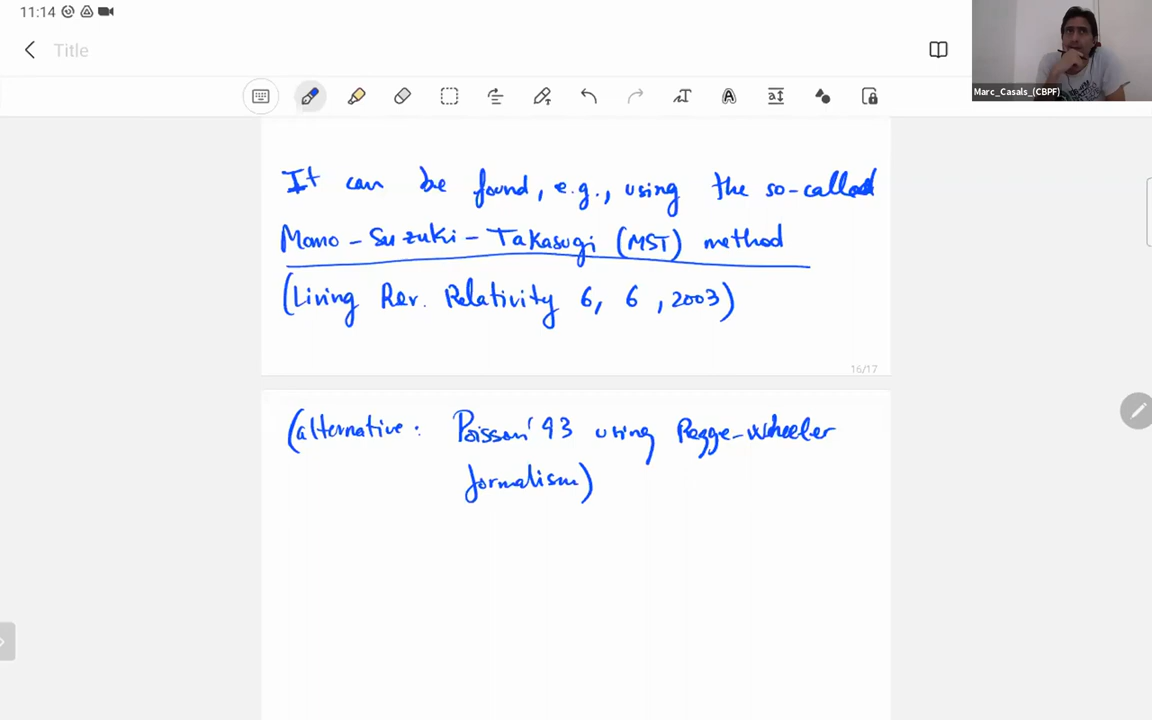 11:14
Title
Marc_Casals_(CBPF)
It can be found, e.g., using the so-called
Mano-Suzuki-Takasugi (MST) method
(Living Rev. Relativity 6, 6, 2003)
16/17
(alternative: Poisson '93 using Regge-Wheeler
formalism)